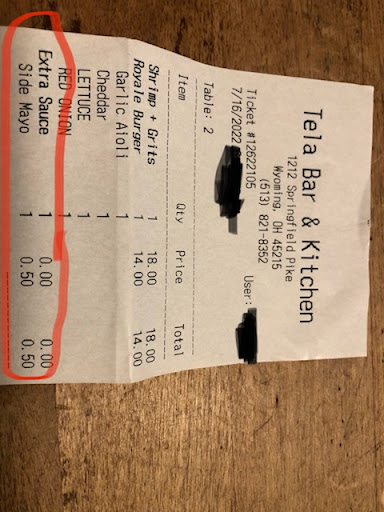 Tela Bar & Kitchen
1212 Springfield Pike
Wyoming, OH 45215
(513) 821-8352
Ticket #12622105 User:
7/16/2022
Table: 2
Item Qty Price Total
Shrimp + Grits 1 18.00 18.00
Royale Burger 1 14.00 14.00
Garlic Aioli 1
Cheddar 1
LETTUCE 1
RED ONION 1
Extra Sauce 1 0.00 0.00
Side Mayo 1 0.50 0.50